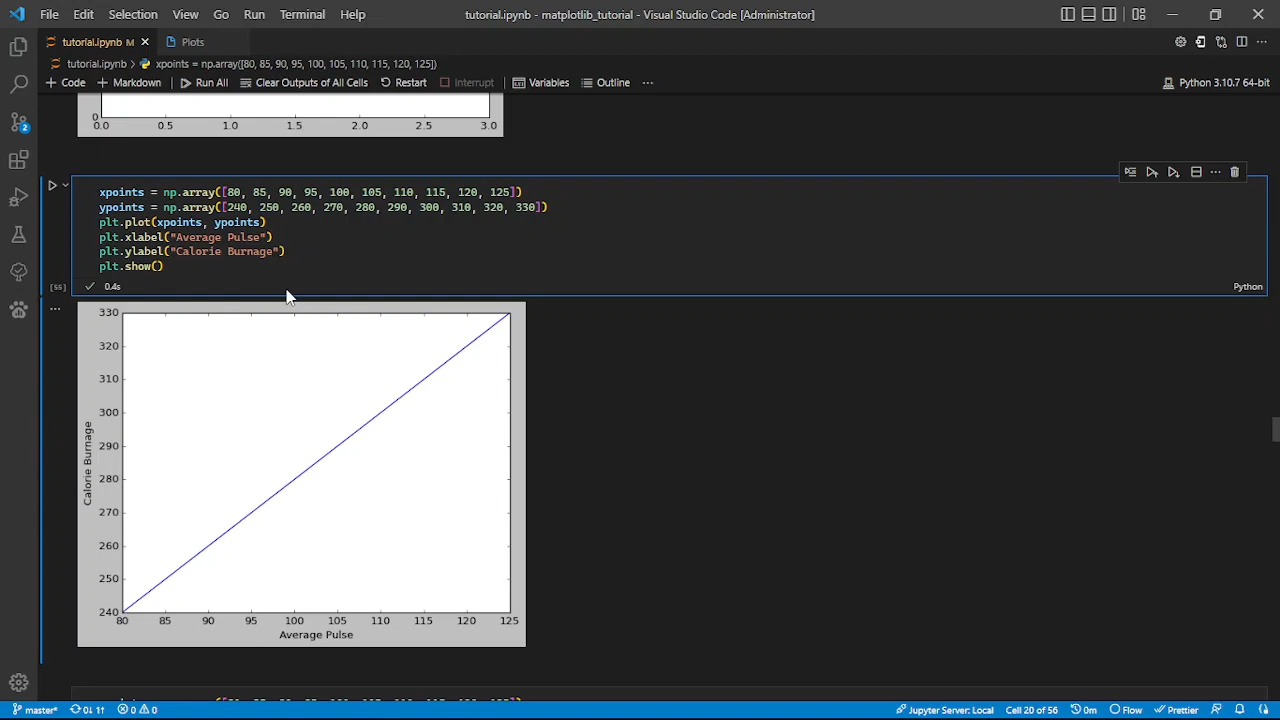 File Edit Selection View Go Run Terminal Help tutorial.ipynb - matplotlib_tutorial - Visual Studio Code [Administrator]
tutorial.ipynb M Plots
tutorial.ipynb > xpoints = np.array([80, 85, 90, 95, 100, 105, 110, 115, 120, 125])
+ Code + Markdown Run All Clear Outputs of All Cells Restart Interrupt Variables Outline ... Python 3.10.7 64-bit
0
0.0 0.5 1.0 1.5 2.0 2.5 3.0
xpoints = np.array([80, 85, 90, 95, 100, 105, 110, 115, 120, 125])
ypoints = np.array([240, 250, 260, 270, 280, 290, 300, 310, 320, 330])
plt.plot(xpoints, ypoints)
plt.xlabel("Average Pulse")
plt.ylabel("Calorie Burnage")
plt.show()
[55] 0.4s Python
330
320
310
300
290
280
270
260
250
240
Calorie Burnage
80 85 90 95 100 105 110 115 120 125
Average Pulse
2
master* 0↓ 1↑ 0 0 Jupyter Server: Local Cell 20 of 56 0m Flow Prettier